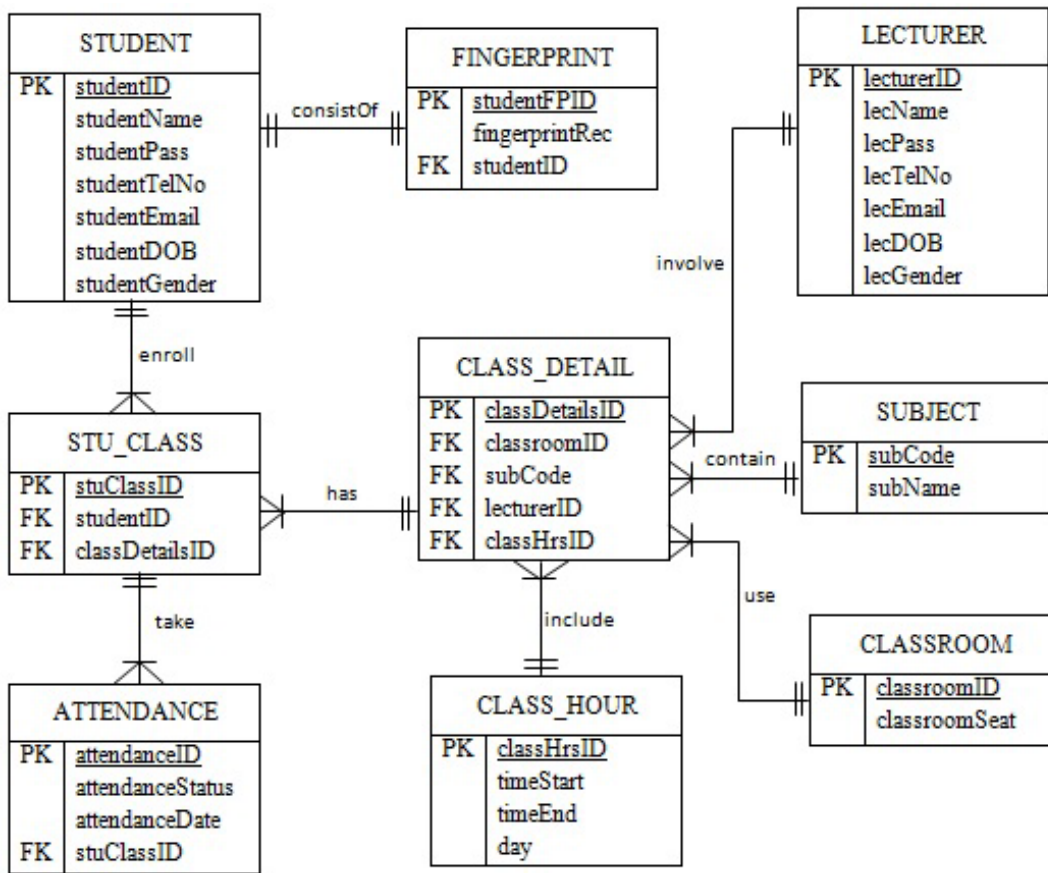 STUDENT
PK studentID
studentName
studentPass
studentTelNo
studentEmail
studentDOB
studentGender
consistOf
FINGERPRINT
PK studentFPID
fingerprintRec
FK studentID
LECTURER
PK lecturerID
lecName
lecPass
lecTelNo
lecEmail
lecDOB
lecGender
involve
enroll
STU_CLASS
PK stuClassID
FK studentID
FK classDetailsID
has
CLASS_DETAIL
PK classDetailsID
FK classroomID
FK subCode
FK lecturerID
FK classHrsID
contain
SUBJECT
PK subCode
subName
take
include
use
CLASSROOM
PK classroomID
classroomSeat
ATTENDANCE
PK attendanceID
attendanceStatus
attendanceDate
FK stuClassID
CLASS_HOUR
PK classHrsID
timeStart
timeEnd
day